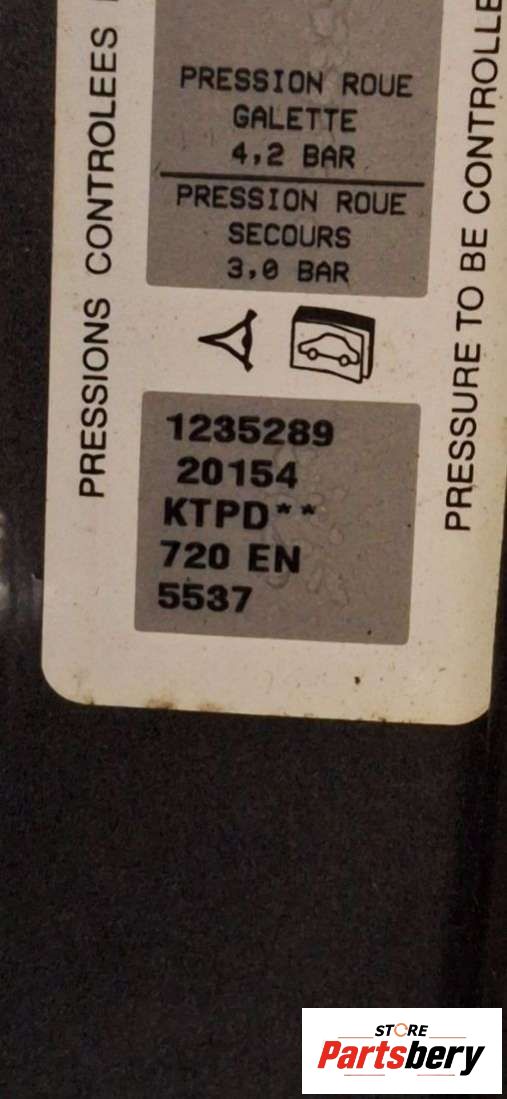 PRESSIONS CONTROLEES
PRESSION ROUE
GALETTE
4,2 BAR
PRESSION ROUE
SECOURS
3,0 BAR
1235289
20154
KTPD**
720 EN
5537
PRESSURE TO BE
STORE
Partsbery